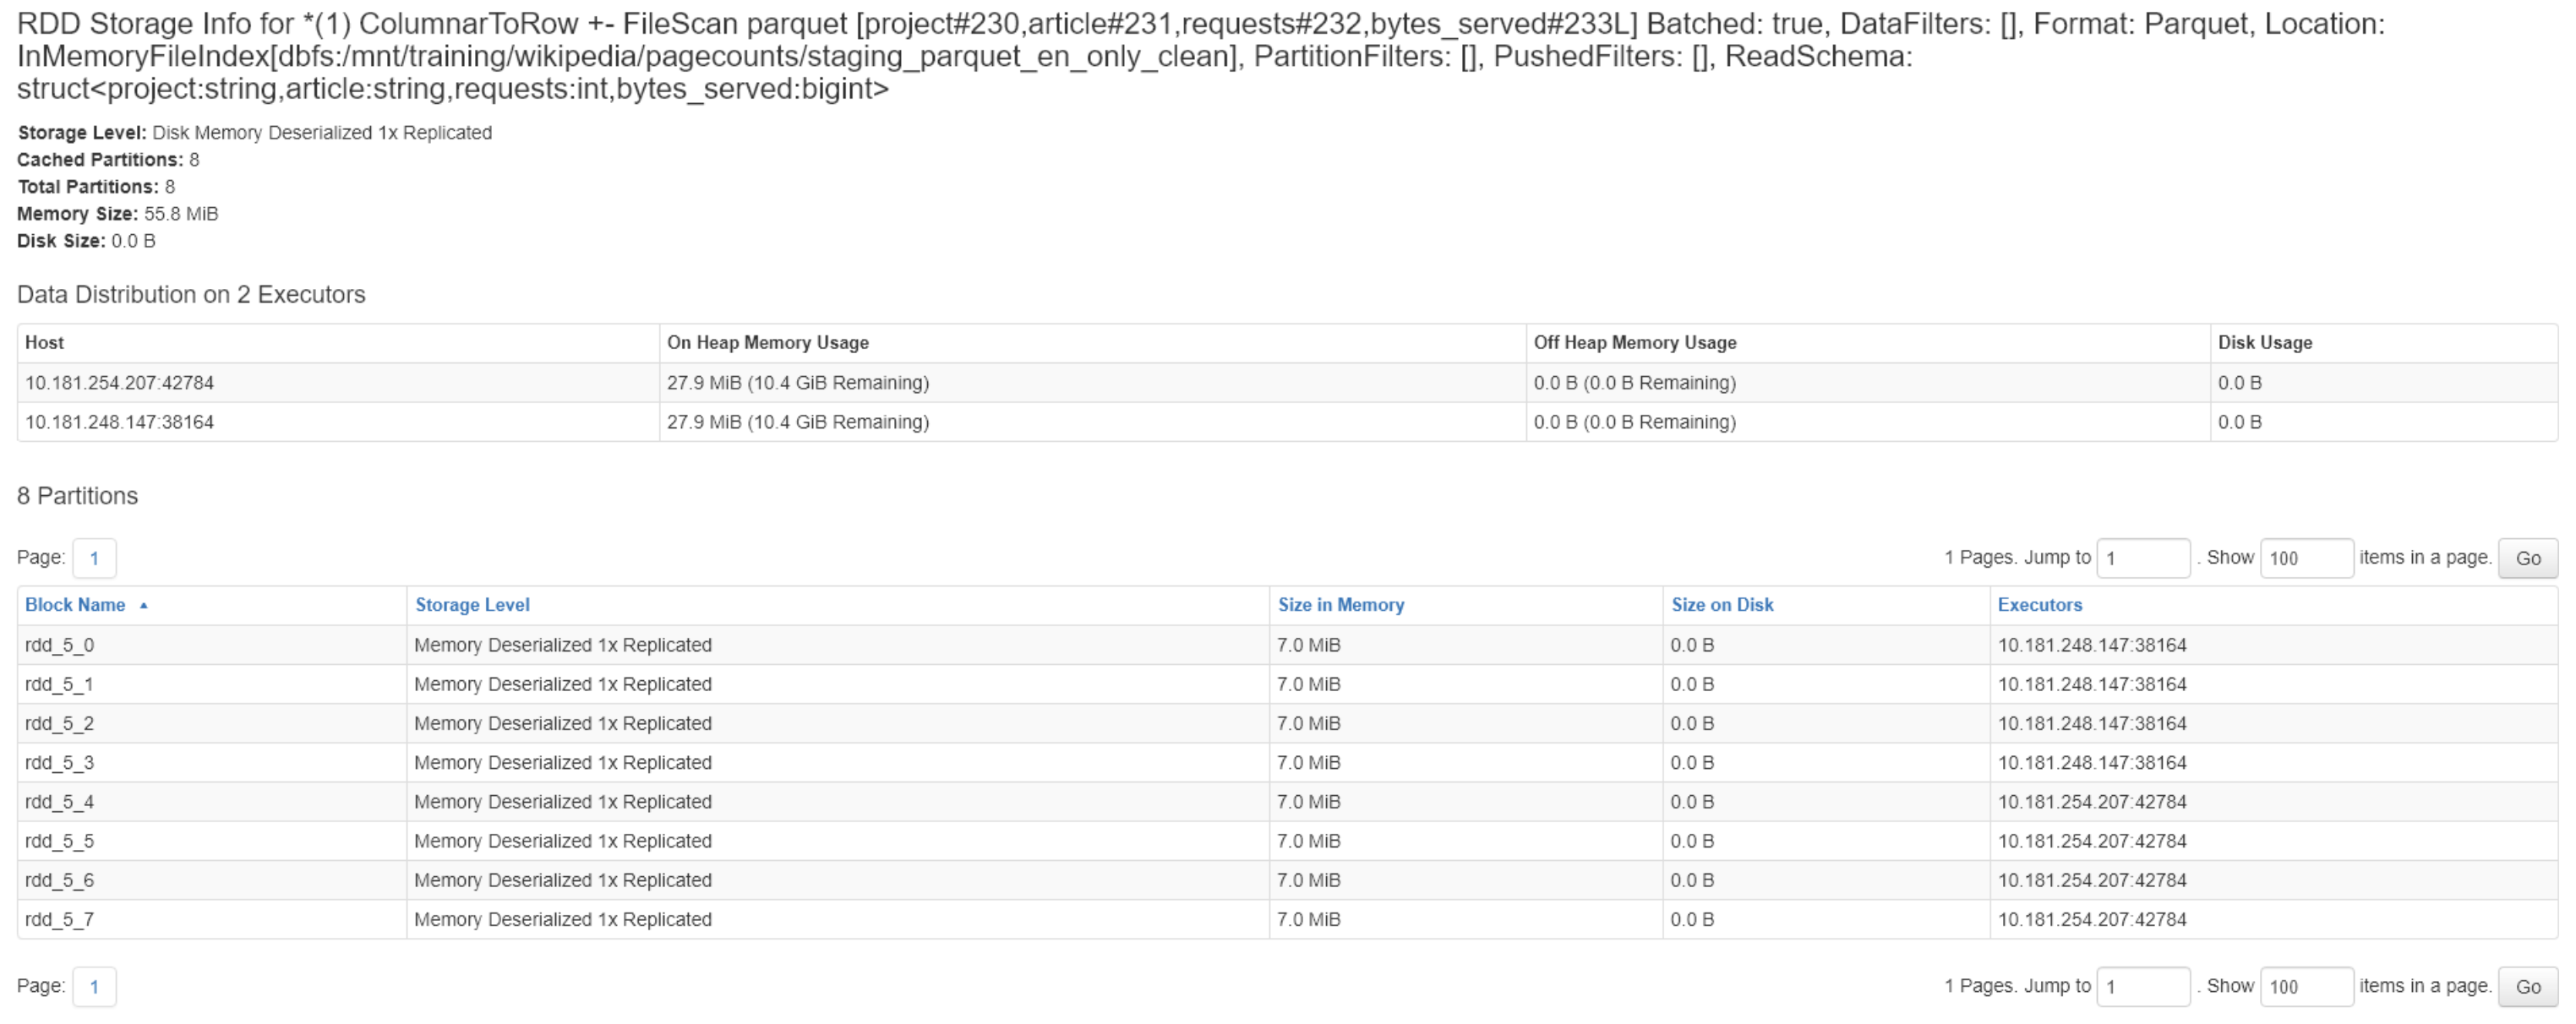 RDD Storage Info for *(1) ColumnarToRow +- FileScan parquet [project#230,article#231,requests#232,bytes_served#233L] Batched: true, DataFilters: [], Format: Parquet, Location:
InMemoryFileIndex[dbfs:/mnt/training/wikipedia/pagecounts/staging_parquet_en_only_clean], PartitionFilters: [], PushedFilters: [], ReadSchema:
struct<project:string,article:string,requests:int,bytes_served:bigint>
Storage Level: Disk Memory Deserialized 1x Replicated
Cached Partitions: 8
Total Partitions: 8
Memory Size: 55.8 MiB
Disk Size: 0.0 B
Data Distribution on 2 Executors
Host On Heap Memory Usage Off Heap Memory Usage Disk Usage
10.181.254.207:42784 27.9 MiB (10.4 GiB Remaining) 0.0 B (0.0 B Remaining) 0.0 B
10.181.248.147:38164 27.9 MiB (10.4 GiB Remaining) 0.0 B (0.0 B Remaining) 0.0 B
8 Partitions
Page: 1 1 Pages. Jump to 1 . Show 100 items in a page. Go
Block Name ▲ Storage Level Size in Memory Size on Disk Executors
rdd_5_0 Memory Deserialized 1x Replicated 7.0 MiB 0.0 B 10.181.248.147:38164
rdd_5_1 Memory Deserialized 1x Replicated 7.0 MiB 0.0 B 10.181.248.147:38164
rdd_5_2 Memory Deserialized 1x Replicated 7.0 MiB 0.0 B 10.181.248.147:38164
rdd_5_3 Memory Deserialized 1x Replicated 7.0 MiB 0.0 B 10.181.248.147:38164
rdd_5_4 Memory Deserialized 1x Replicated 7.0 MiB 0.0 B 10.181.254.207:42784
rdd_5_5 Memory Deserialized 1x Replicated 7.0 MiB 0.0 B 10.181.254.207:42784
rdd_5_6 Memory Deserialized 1x Replicated 7.0 MiB 0.0 B 10.181.254.207:42784
rdd_5_7 Memory Deserialized 1x Replicated 7.0 MiB 0.0 B 10.181.254.207:42784
Page: 1 1 Pages. Jump to 1 . Show 100 items in a page. Go